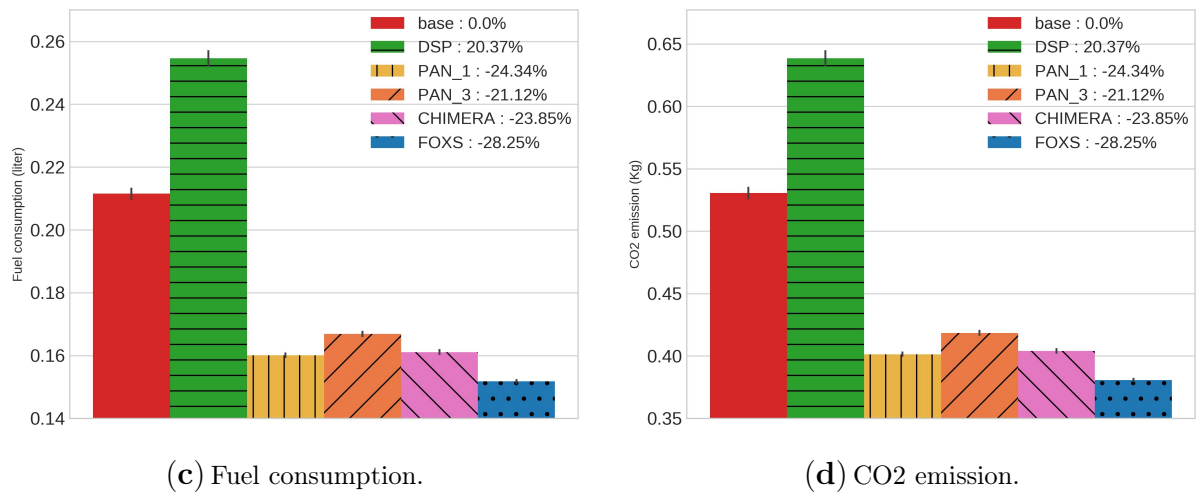 base : 0.0%
DSP : 20.37%
PAN_1 : -24.34%
PAN_3 : -21.12%
CHIMERA : -23.85%
FOXS : -28.25%
0.26
0.24
0.22
0.20
0.18
0.16
0.14
Fuel consumption (liter)
(c) Fuel consumption.
base : 0.0%
DSP : 20.37%
PAN_1 : -24.34%
PAN_3 : -21.12%
CHIMERA : -23.85%
FOXS : -28.25%
0.65
0.60
0.55
0.50
0.45
0.40
0.35
CO2 emission (Kg)
(d) CO2 emission.